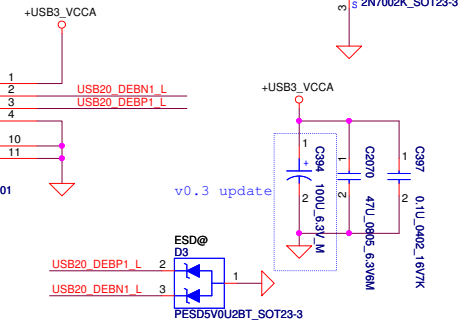 3
S
2N7002K_SOT23-3
+USB3_VCCA
1
2
USB20_DEBN1_L
3
USB20_DEBP1_L
4
10
11
01
+USB3_VCCA
1
+
2
C394
100U_6.3V_M
1
2
C2070
47U_0805_6.3V6M
1
2
C397
0.1U_0402_16V7K
v0.3 update
ESD@
D3
USB20_DEBP1_L
2
1
USB20_DEBN1_L
3
PESD5V0U2BT_SOT23-3